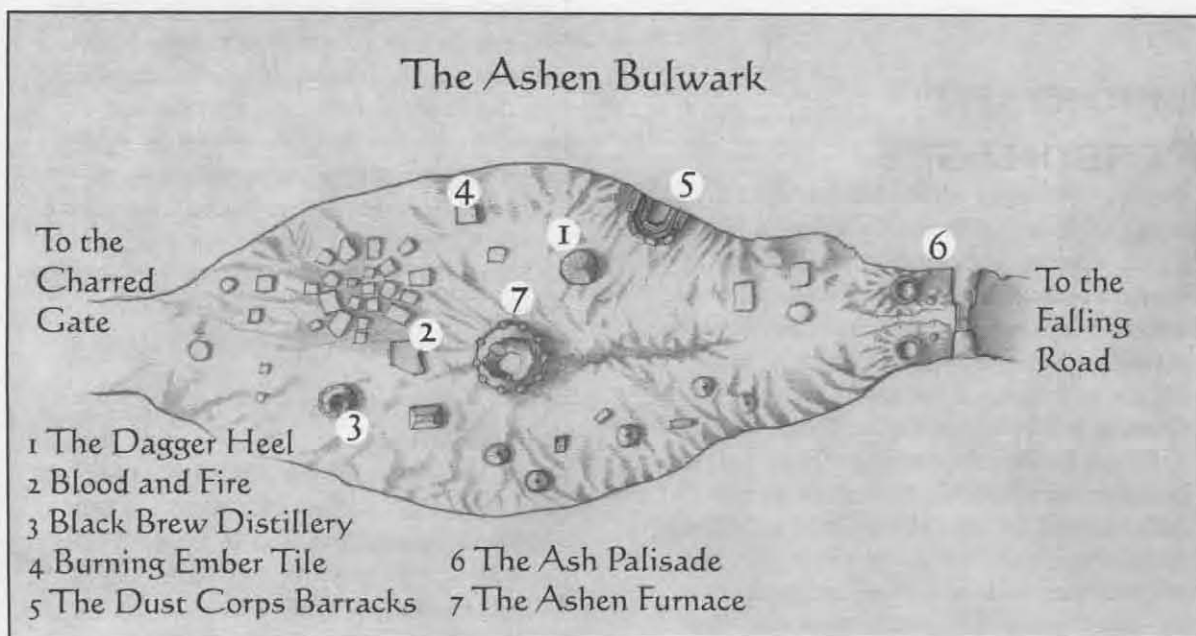 The Ashen Bulwark
To the
Charred
Gate
4
5
1
6
7
2
3
To the
Falling
Road
1 The Dagger Heel
2 Blood and Fire
3 Black Brew Distillery
4 Burning Ember Tile
5 The Dust Corps Barracks
6 The Ash Palisade
7 The Ashen Furnace